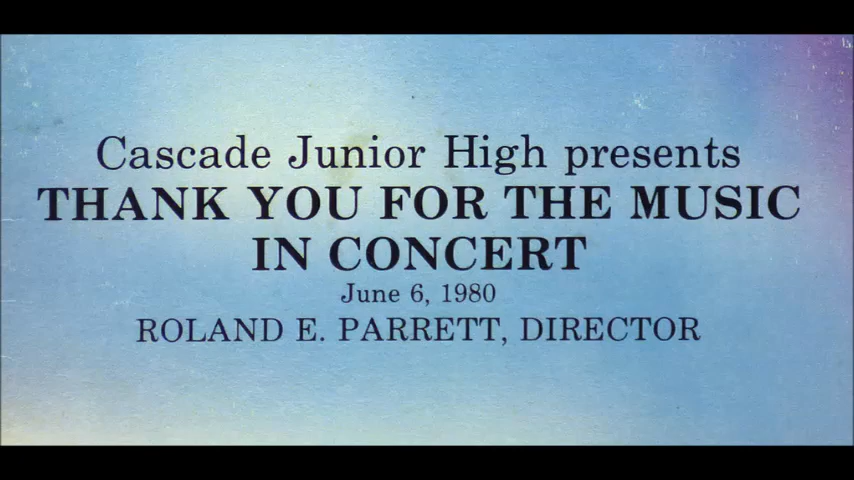 Cascade Junior High presents
THANK YOU FOR THE MUSIC
IN CONCERT
June 6, 1980
ROLAND E. PARRETT, DIRECTOR